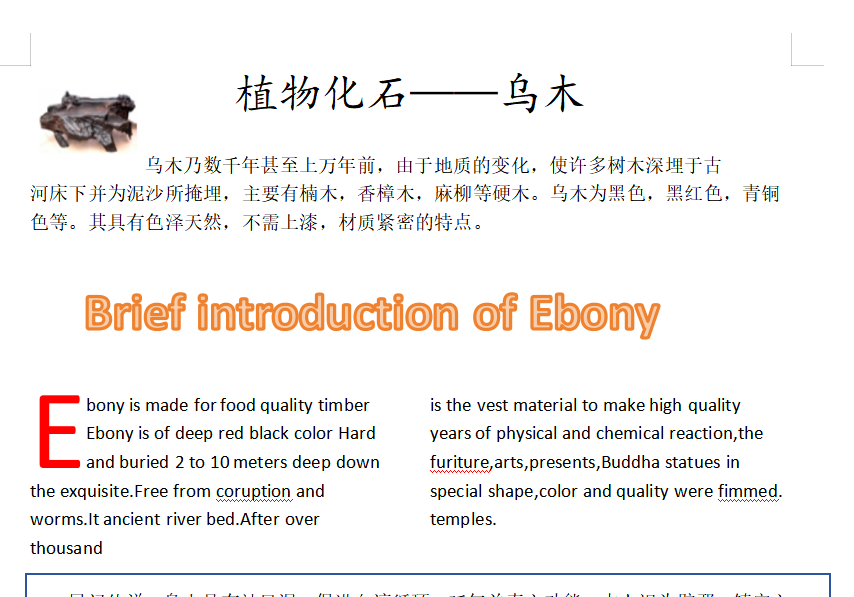 植物化石——乌木
乌木乃数千年甚至上万年前，由于地质的变化，使许多树木深埋于古
河床下并为泥沙所掩埋，主要有楠木，香樟木，麻柳等硬木。乌木为黑色，黑红色，青铜
色等。其具有色泽天然，不需上漆，材质紧密的特点。
Brief introduction of Ebony
Ebony is made for food quality timber
Ebony is of deep red black color Hard
and buried 2 to 10 meters deep down
the exquisite.Free from coruption and
worms.It ancient river bed.After over
thousand
is the vest material to make high quality
years of physical and chemical reaction,the
furiture,arts,presents,Buddha statues in
special shape,color and quality were fimmed.
temples.